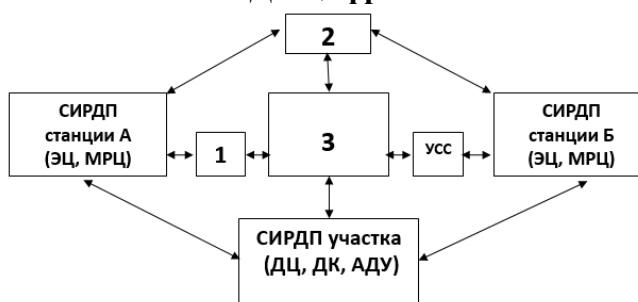 2
СИРДП
станции А
(ЭЦ, МРЦ)
1
3
УСС
СИРДП
станции Б
(ЭЦ, МРЦ)
СИРДП участка
(ДЦ, ДК, АДУ)